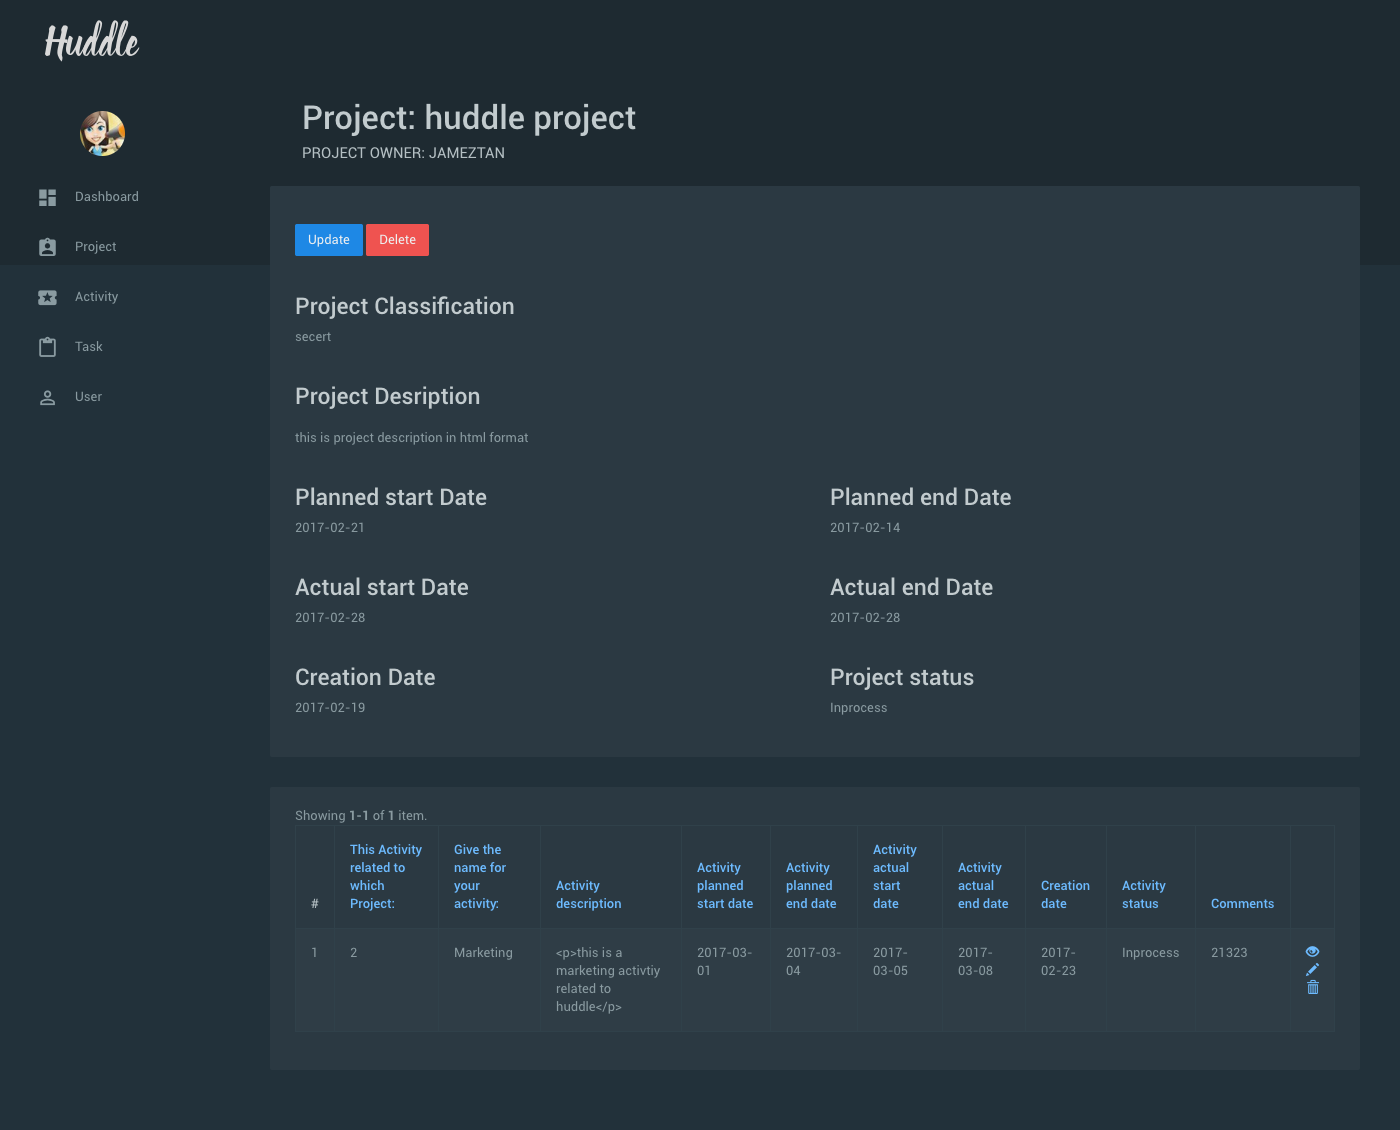 Huddle
Project: huddle project
PROJECT OWNER: JAMEZTAN
Dashboard
Project
Activity
Task
User
Update Delete
Project Classification
secert
Project Desription
this is project description in html format
Planned start Date Planned end Date
2017-02-21 2017-02-14
Actual start Date Actual end Date
2017-02-28 2017-02-28
Creation Date Project status
2017-02-19 Inprocess
Showing 1-1 of 1 item.
#
This Activity
related to
which
Project:
Give the
name for
your
activity:
Activity
description
Activity
planned
start date
Activity
planned
end date
Activity
actual
start
date
Activity
actual
end date
Creation
date
Activity
status
Comments
1
2
Marketing
<p>this is a
marketing activtiy
related to
huddle</p>
2017-03-
01
2017-03-
04
2017-
03-05
2017-
03-08
2017-
02-23
Inprocess
21323